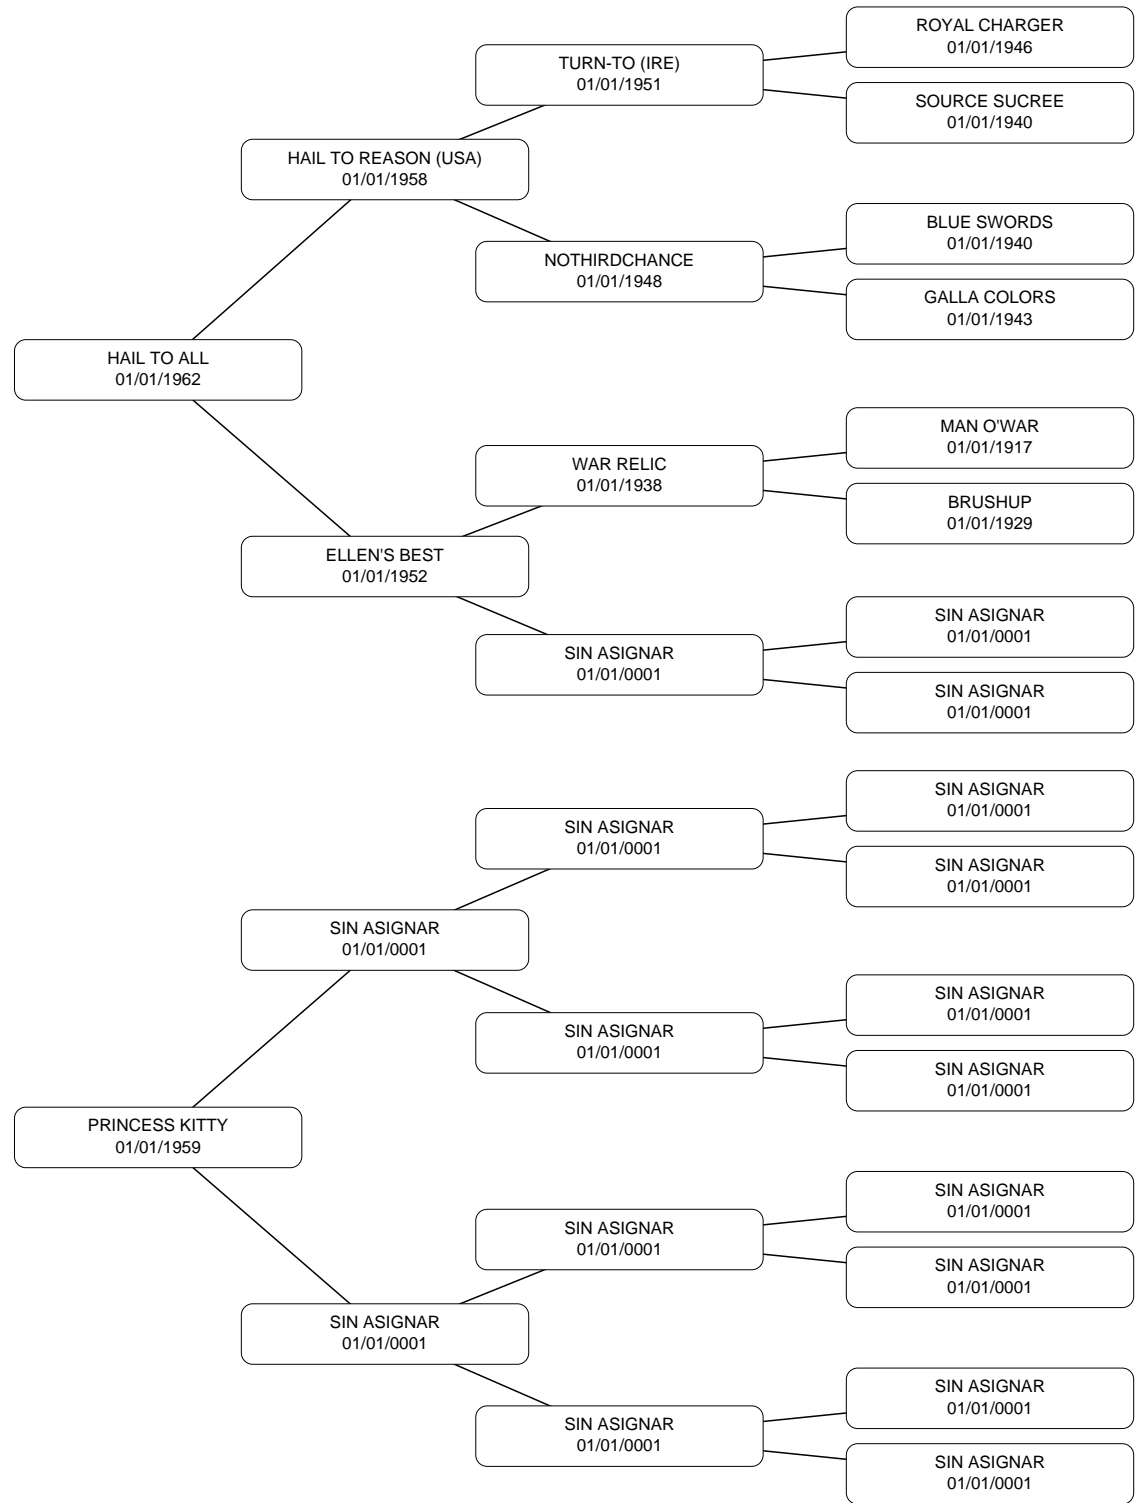 ROYAL CHARGER
01/01/1946
TURN-TO (IRE)
01/01/1951
SOURCE SUCREE
01/01/1940
HAIL TO REASON (USA)
01/01/1958
BLUE SWORDS
01/01/1940
NOTHIRDCHANCE
01/01/1948
GALLA COLORS
01/01/1943
HAIL TO ALL
01/01/1962
MAN O'WAR
01/01/1917
WAR RELIC
01/01/1938
BRUSHUP
01/01/1929
ELLEN'S BEST
01/01/1952
SIN ASIGNAR
01/01/0001
SIN ASIGNAR
01/01/0001
SIN ASIGNAR
01/01/0001
SIN ASIGNAR
01/01/0001
SIN ASIGNAR
01/01/0001
SIN ASIGNAR
01/01/0001
SIN ASIGNAR
01/01/0001
SIN ASIGNAR
01/01/0001
SIN ASIGNAR
01/01/0001
SIN ASIGNAR
01/01/0001
PRINCESS KITTY
01/01/1959
SIN ASIGNAR
01/01/0001
SIN ASIGNAR
01/01/0001
SIN ASIGNAR
01/01/0001
SIN ASIGNAR
01/01/0001
SIN ASIGNAR
01/01/0001
SIN ASIGNAR
01/01/0001
SIN ASIGNAR
01/01/0001